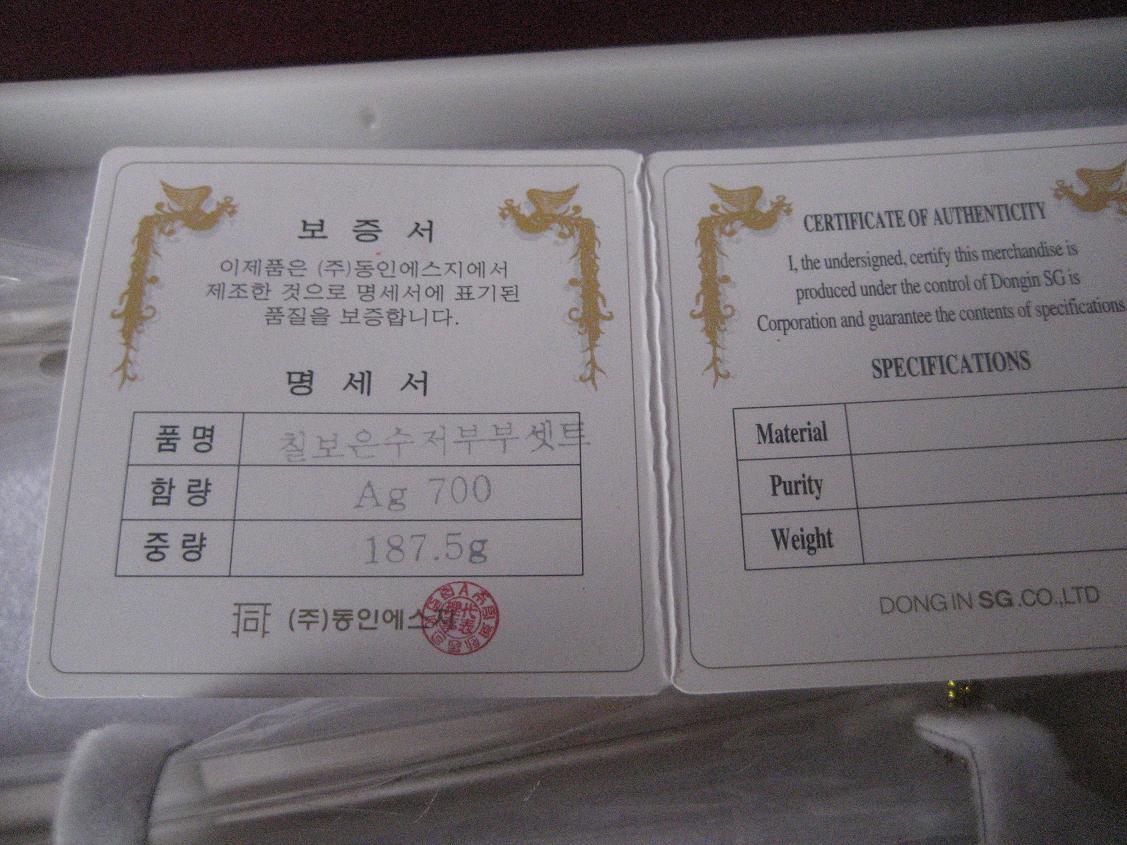 보증서
이제품은 (주)동인에스지에서
제조한 것으로 명세서에 표기된
품질을 보증합니다.
명세서
품명 칠보은수저부부셋트
함량 Ag 700
중량 187.5g
(주)동인에스지
CERTIFICATE OF AUTHENTICITY
I, the undersigned, certify this merchandise is
produced under the control of Dongin SG is
Corporation and guarantee the contents of specifications
SPECIFICATIONS
Material
Purity
Weight
DONG IN SG.CO.,LTD